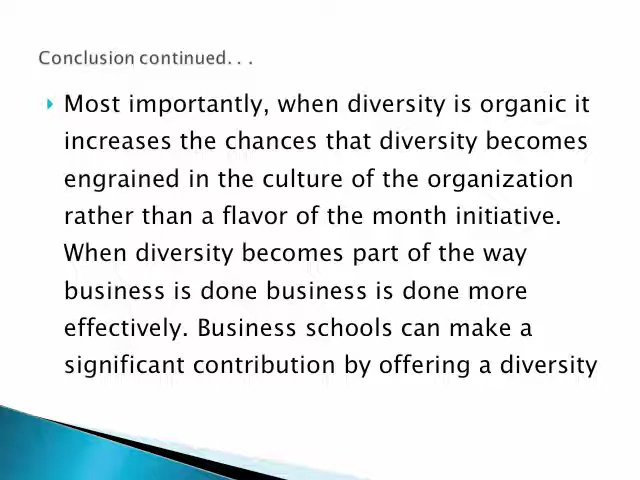 Conclusion continued. . .
Most importantly, when diversity is organic it
increases the chances that diversity becomes
engrained in the culture of the organization
rather than a flavor of the month initiative.
When diversity becomes part of the way
business is done business is done more
effectively. Business schools can make a
significant contribution by offering a diversity